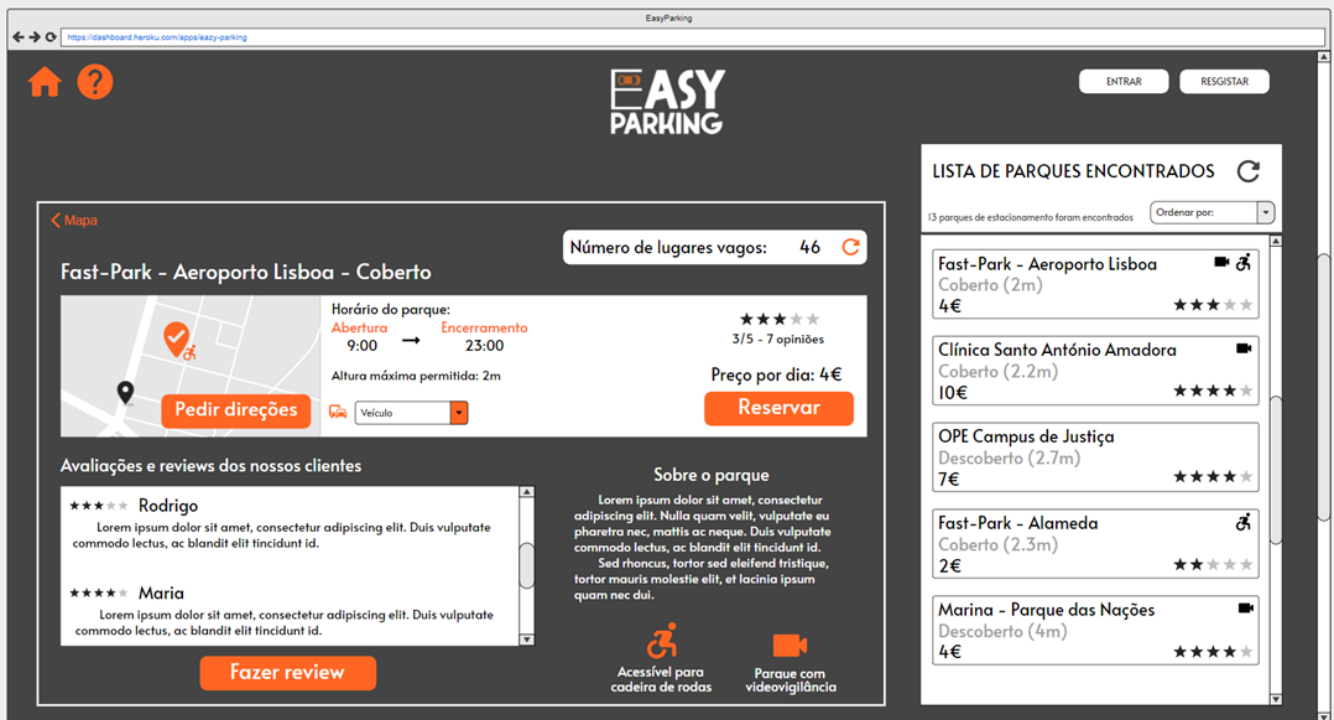 EasyParking
https://dashboard.heroku.com/apps/eazy-parking
EASY
PARKING
ENTRAR
RESGISTAR
Mapa
Número de lugares vagos: 46
Fast-Park - Aeroporto Lisboa - Coberto
Horário do parque:
Abertura Encerramento
9:00 → 23:00
Altura máxima permitida: 2m
Veículo
Pedir direções
3/5 - 7 opiniões
Preço por dia: 4€
Reservar
Avaliações e reviews dos nossos clientes
Rodrigo
Lorem ipsum dolor sit amet, consectetur adipiscing elit. Duis vulputate
commodo lectus, ac blandit elit tincidunt id.
Maria
Lorem ipsum dolor sit amet, consectetur adipiscing elit. Duis vulputate
commodo lectus, ac blandit elit tincidunt id.
Fazer review
Sobre o parque
Lorem ipsum dolor sit amet, consectetur
adipiscing elit. Nulla quam velit, vulputate eu
pharetra nec, mattis ac neque. Duis vulputate
commodo lectus, ac blandit elit tincidunt id.
Sed rhoncus, tortor sed eleifend tristique,
tortor mauris molestie elit, et lacinia ipsum
quam nec dui.
Acessível para
cadeira de rodas
Parque com
videovigilância
LISTA DE PARQUES ENCONTRADOS
13 parques de estacionamento foram encontrados
Ordenar por:
Fast-Park - Aeroporto Lisboa
Coberto (2m)
4€
Clínica Santo António Amadora
Coberto (2.2m)
10€
OPE Campus de Justiça
Descoberto (2.7m)
7€
Fast-Park - Alameda
Coberto (2.3m)
2€
Marina - Parque das Nações
Descoberto (4m)
4€